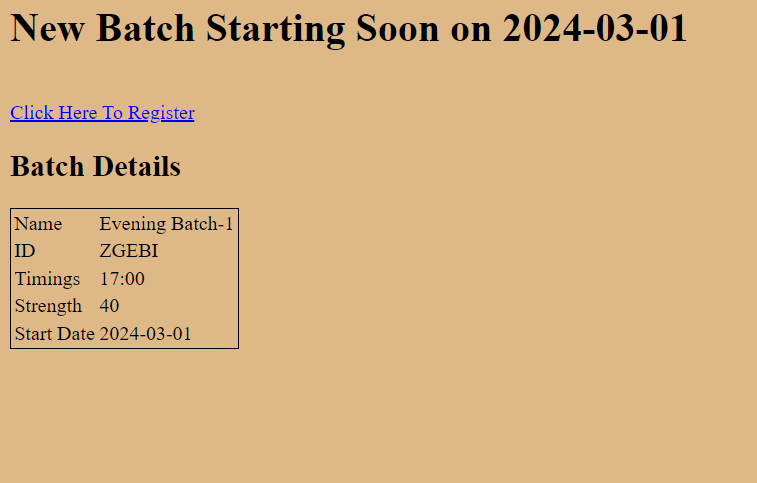 New Batch Starting Soon on 2024-03-01
Click Here To Register
Batch Details
Name Evening Batch-1
ID ZGEBI
Timings 17:00
Strength 40
Start Date 2024-03-01